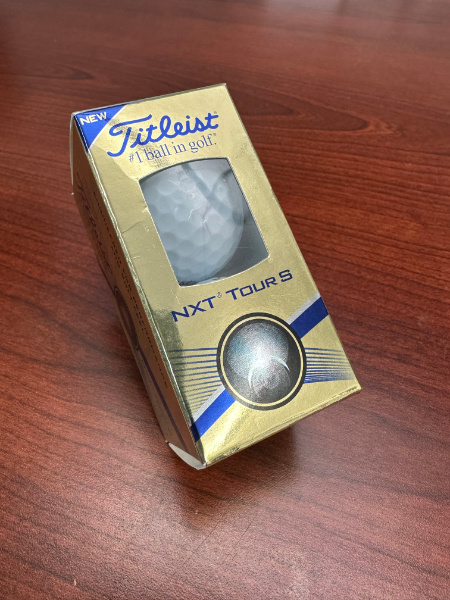 NEW
Titleist®
#1 ball in golf.®
NXT® TOUR S